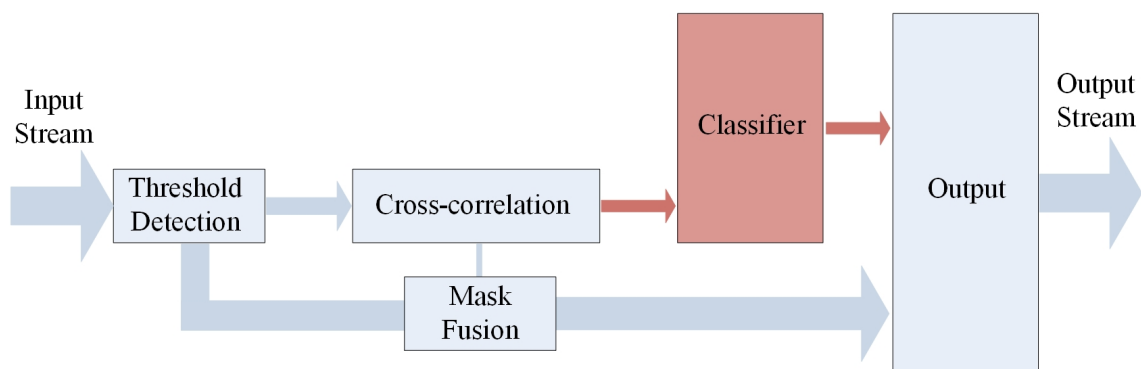 Input
Stream
Threshold
Detection
Cross-correlation
Mask
Fusion
Classifier
Output
Output
Stream